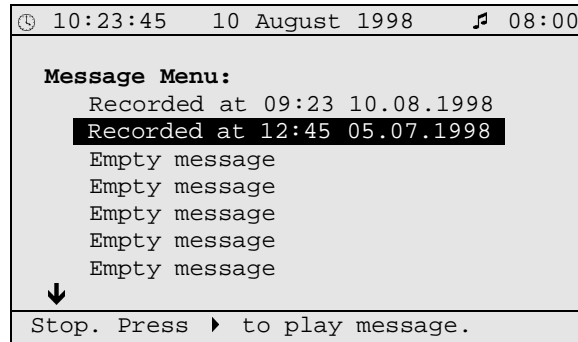 10:23:45 10 August 1998 08:00
Message Menu:
Recorded at 09:23 10.08.1998
Recorded at 12:45 05.07.1998
Empty message
Empty message
Empty message
Empty message
Empty message
Stop. Press to play message.